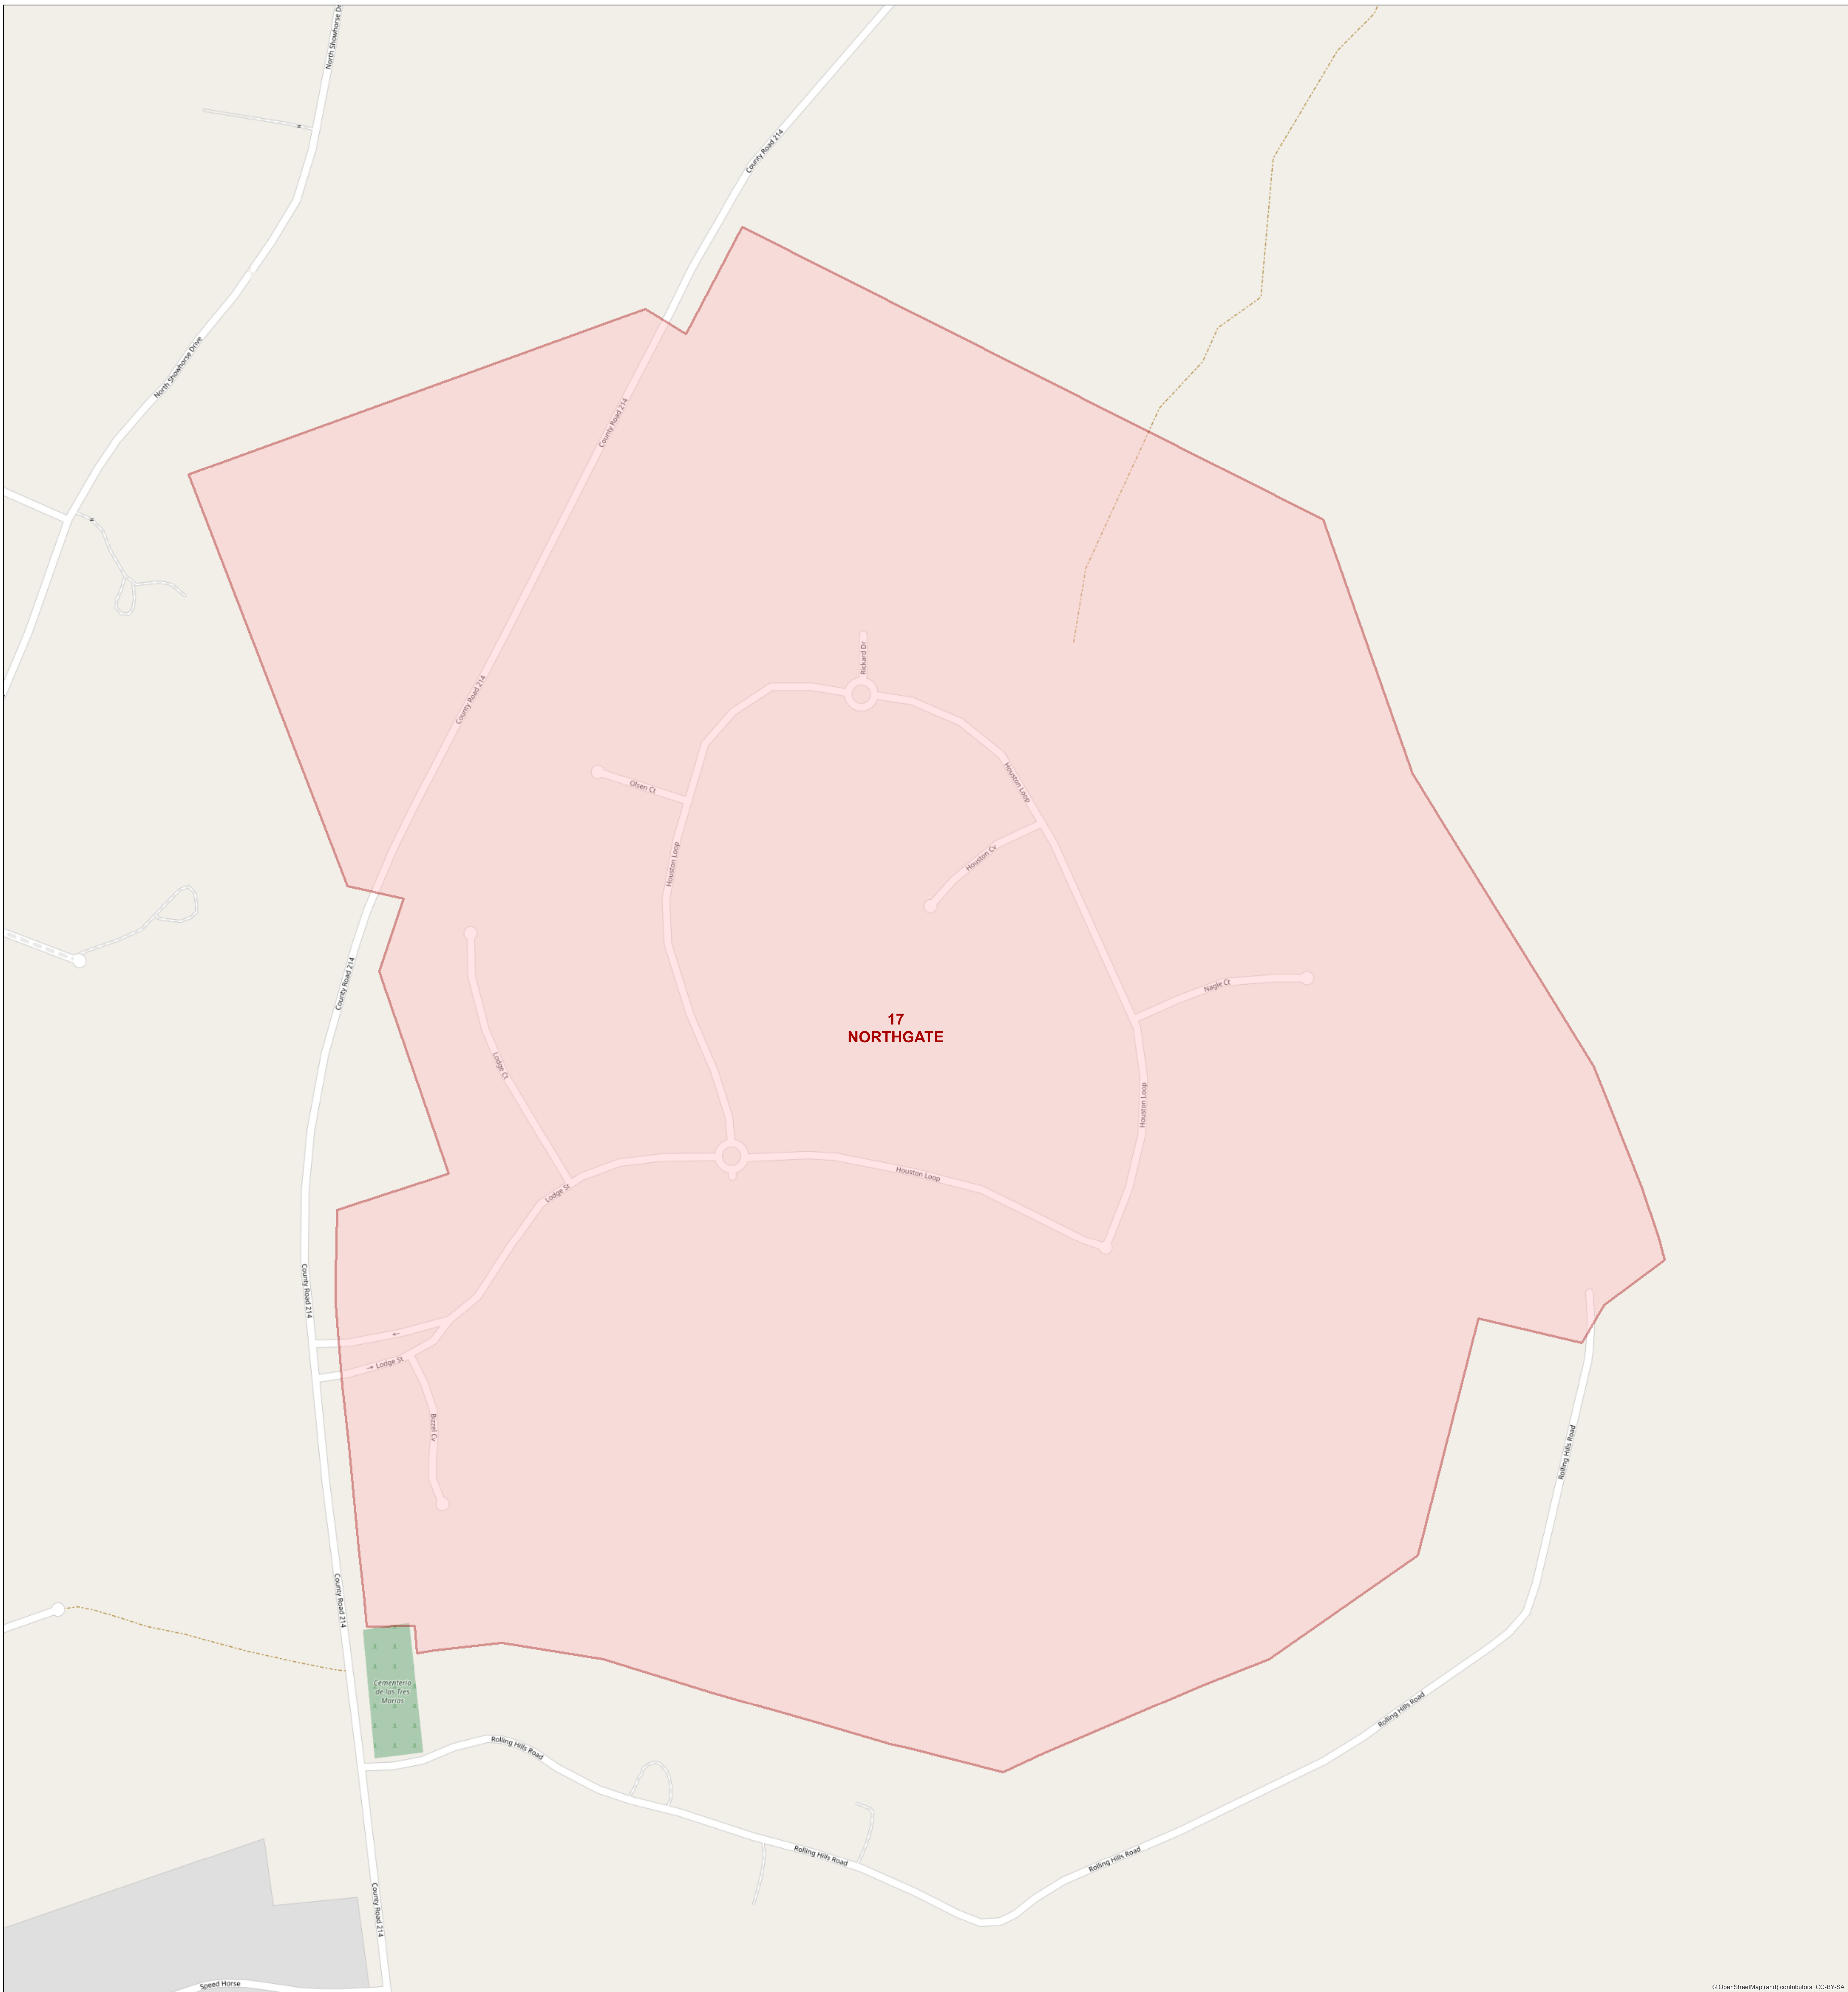 North Showhorse Dr
County Road 214
North Showhorse Drive
County Road 214
County Road 214
Rickard Dr
Olsen Ct
Houston Loop
Houston Loop
Houston Cv
County Road 214
Nagle Ct
17
NORTHGATE
Lodge Ct
Houston Loop
Houston Loop
Lodge St
County Road 214
Lodge St
Bizzel Cv
Rolling Hills Road
County Road 214
Cementerio
de las Tres
Marias
Rolling Hills Road
Rolling Hills Road
Rolling Hills Road
Rolling Hills Road
County Road 214
Speed Horse
© OpenStreetMap (and) contributors, CC-BY-SA